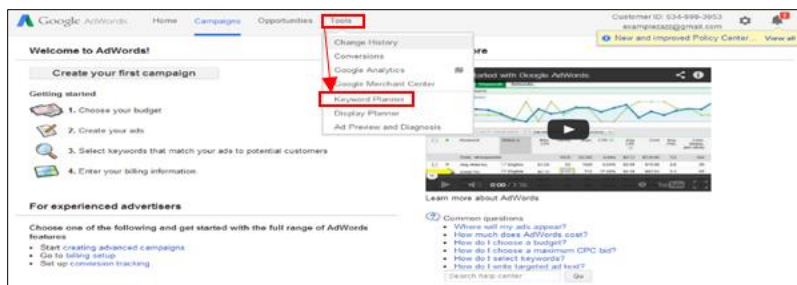 Google AdWords Home Campaigns Opportunities Tools
Customer ID: 534-999-3953
New and improved Policy Center... View all
Welcome to AdWords!
Create your first campaign
Getting started
1. Choose your budget
2. Create your ads
3. Select keywords that match your ads to potential customers
4. Enter your billing information
For experienced advertisers
Choose one of the following and get started with the full range of AdWords
features
Start creating advanced campaigns
Go to billing setup
Set up conversion tracking
Change History
Conversions
Google Analytics
Google Merchant Center
Keyword Planner
Display Planner
Ad Preview and Diagnosis
arted with Google AdWords
Learn more about AdWords
Common questions
Where will my ads appear?
How much does AdWords cost?
How do I choose a budget?
How do I choose a maximum CPC bid?
How do I select keywords?
How do I write targeted ad text?
Search help center Go